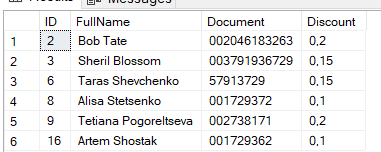 Messages
ID FullName Document Discount
1 2 Bob Tate 002046183263 0,2
2 3 Sheril Blossom 003791936729 0,15
3 6 Taras Shevchenko 57913729 0,15
4 8 Alisa Stetsenko 001729372 0,1
5 9 Tetiana Pogoreltseva 002738171 0,2
6 16 Artem Shostak 001729362 0,1